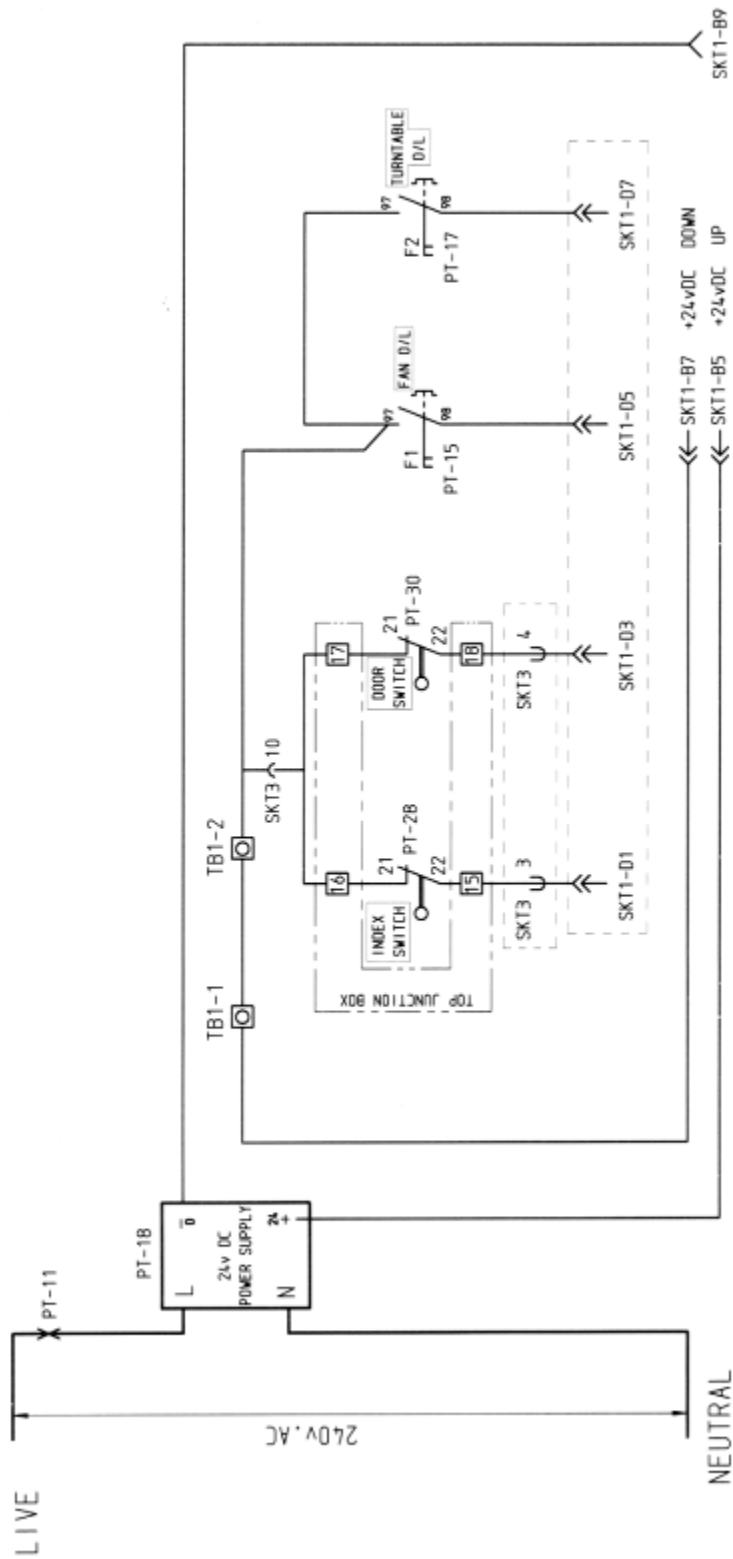 LIVE
NEUTRAL
240v.AC
PT-11
PT-18
L
0
-
24v DC
POWER SUPPLY
N
24
+
TB1-1
TB1-2
SKT3 10
TOP JUNCTION BOX
16
21
INDEX
SWITCH
PT-28
22
15
SKT3 3
SKT1-D1
17
21
DOOR
SWITCH
PT-30
22
18
SKT3 4
SKT1-D3
FAN O/L
97
F1
98
PT-15
SKT1-D5
TURNTABLE
O/L
97
F2
98
PT-17
SKT1-D7
SKT1-B7 +24vDC DOWN
SKT1-B5 +24vDC UP
SKT1-B9